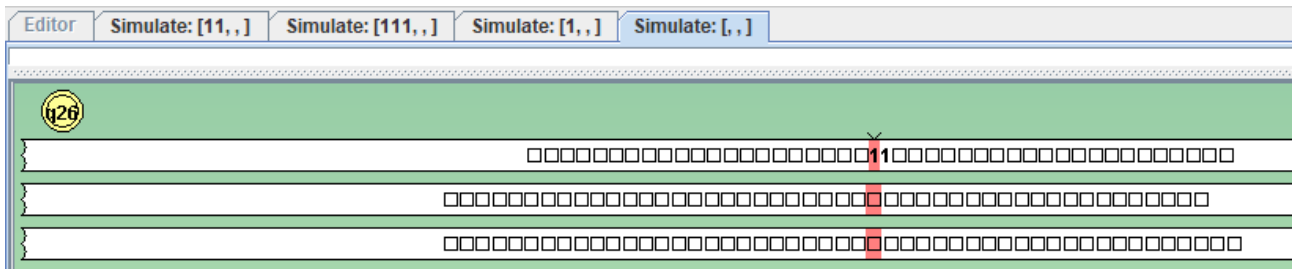 Editor Simulate: [11, , ] Simulate: [111, , ] Simulate: [1, , ] Simulate: [, , ]
q26
11